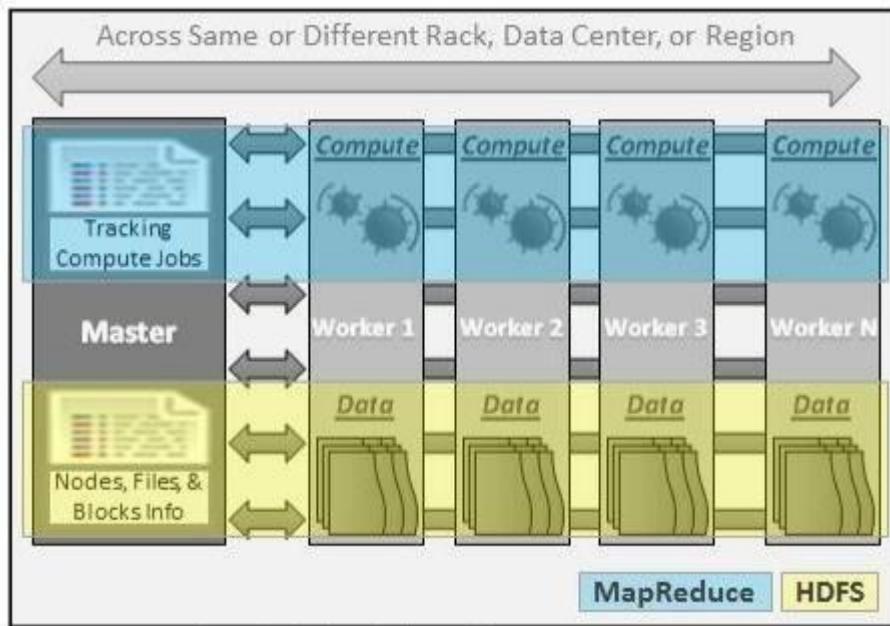 Across Same or Different Rack, Data Center, or Region
Compute Compute Compute Compute
Tracking
Compute Jobs
Master Worker 1 Worker 2 Worker 3 Worker N
Data Data Data Data
Nodes, Files, &
Blocks Info
MapReduce HDFS